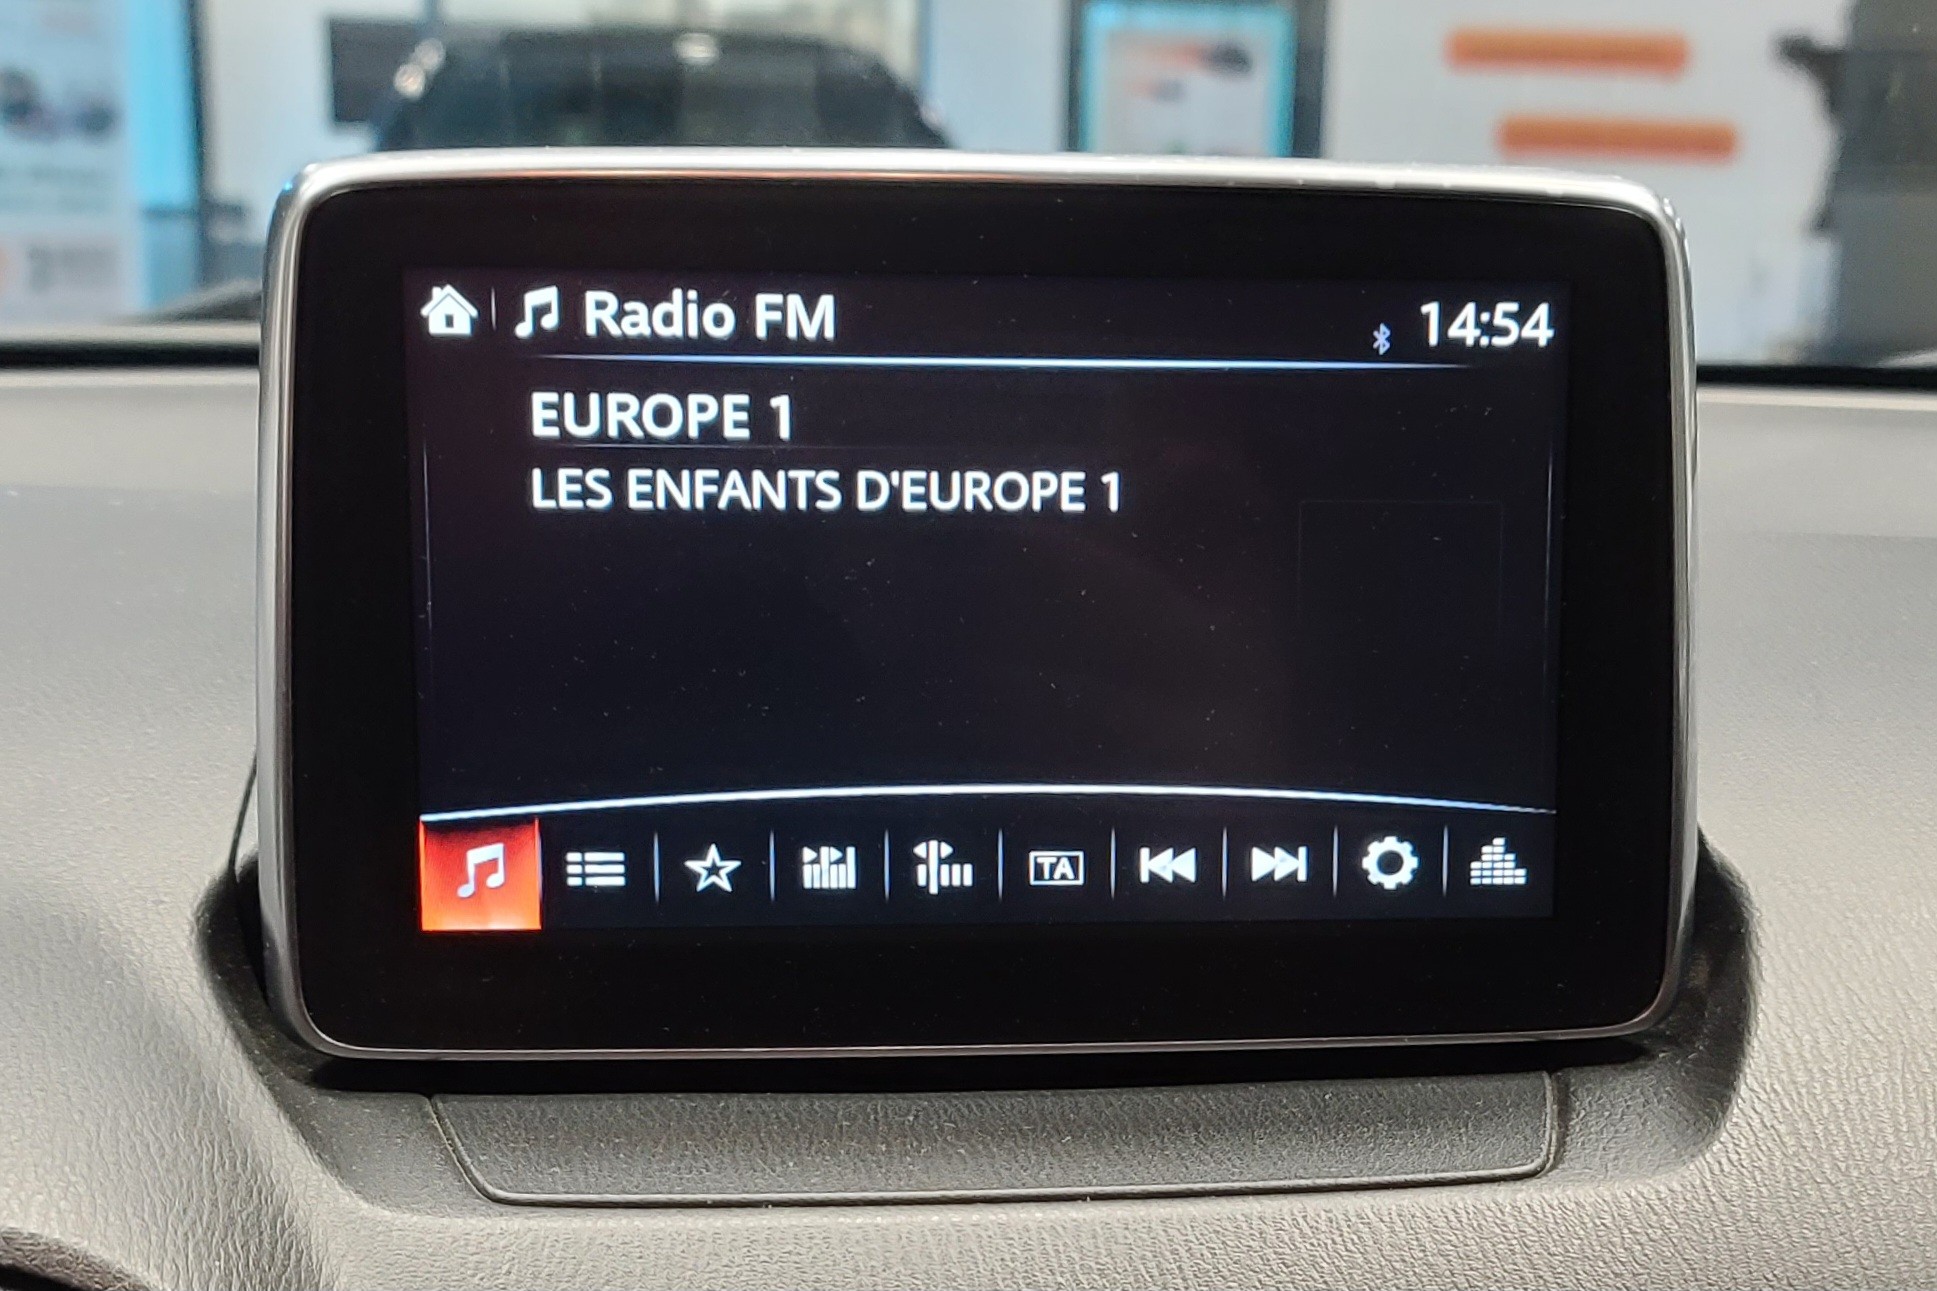 Radio FM
14:54
EUROPE 1
LES ENFANTS D'EUROPE 1
TA